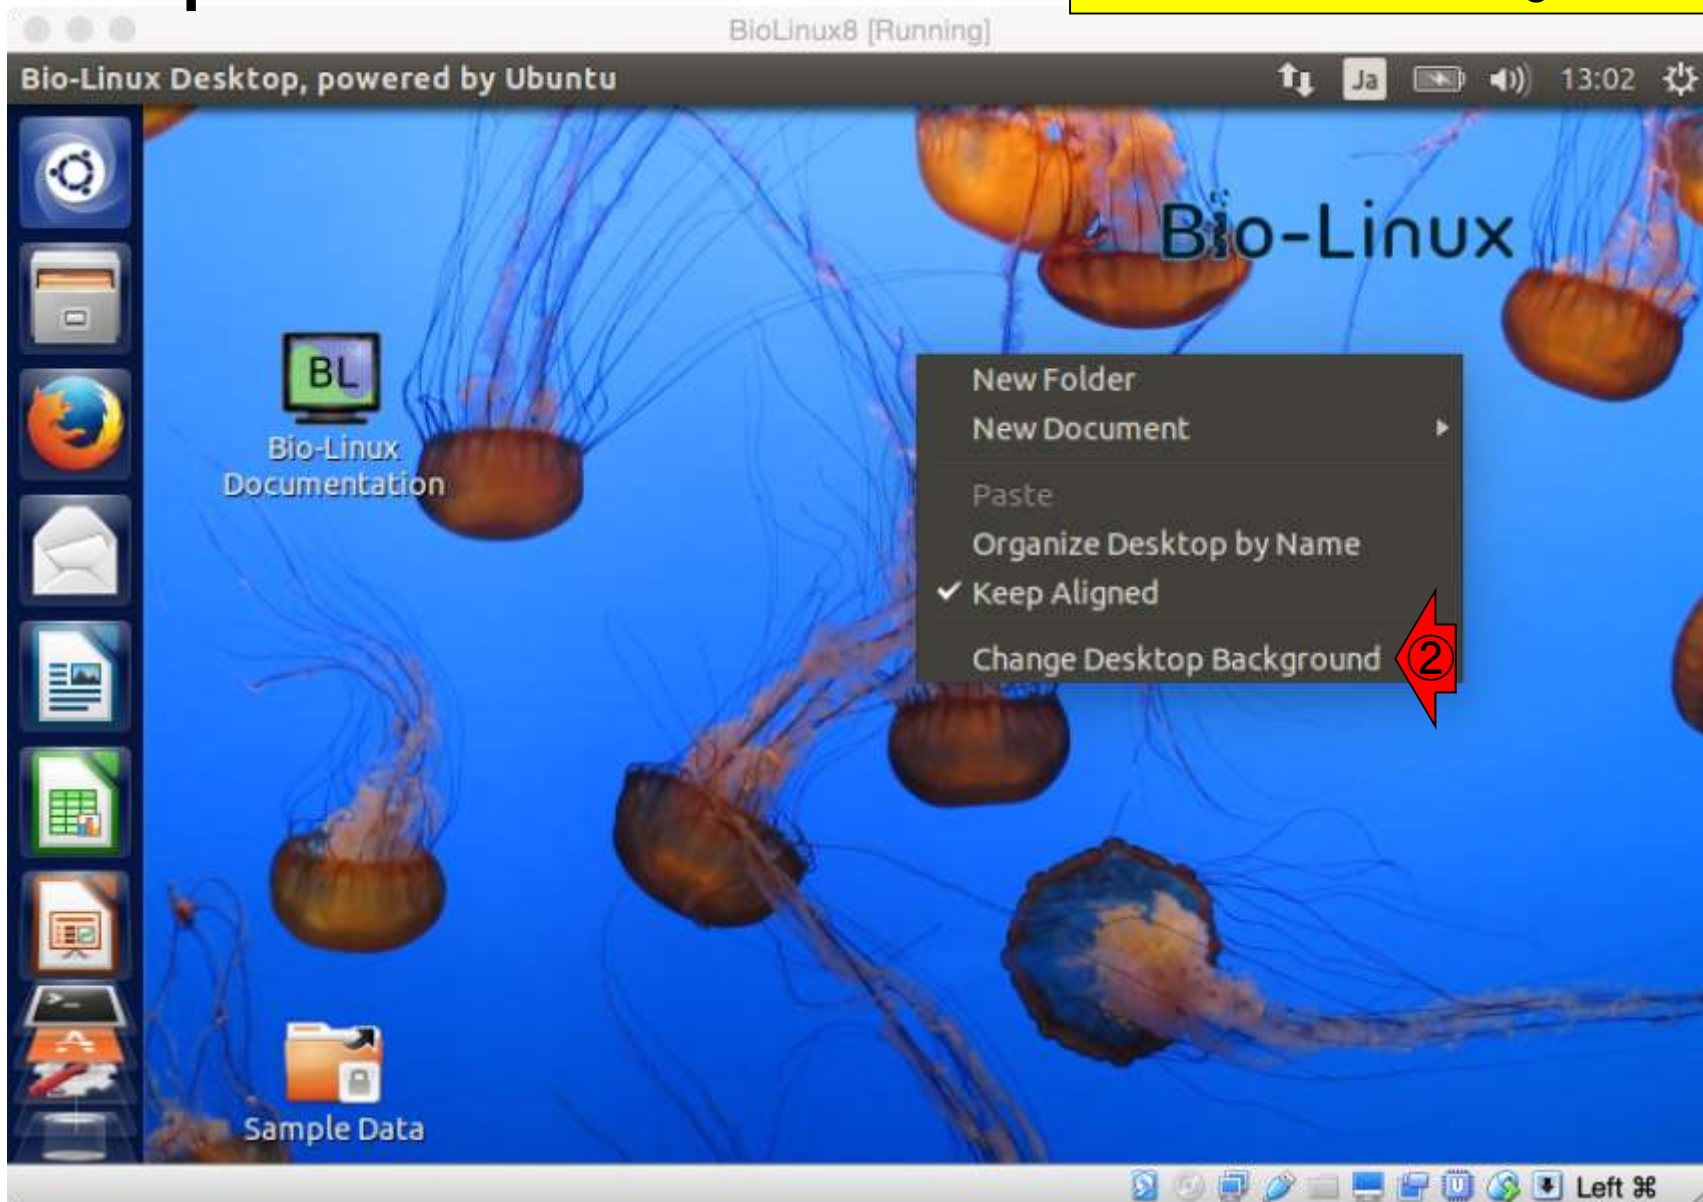 BioLinux8 [Running]
Bio-Linux Desktop, powered by Ubuntu
Ja
13:02
Bio-Linux
BL
Bio-Linux
Documentation
New Folder
New Document
Paste
Organize Desktop by Name
Keep Aligned
Change Desktop Background
②
Sample Data
Left ⌘